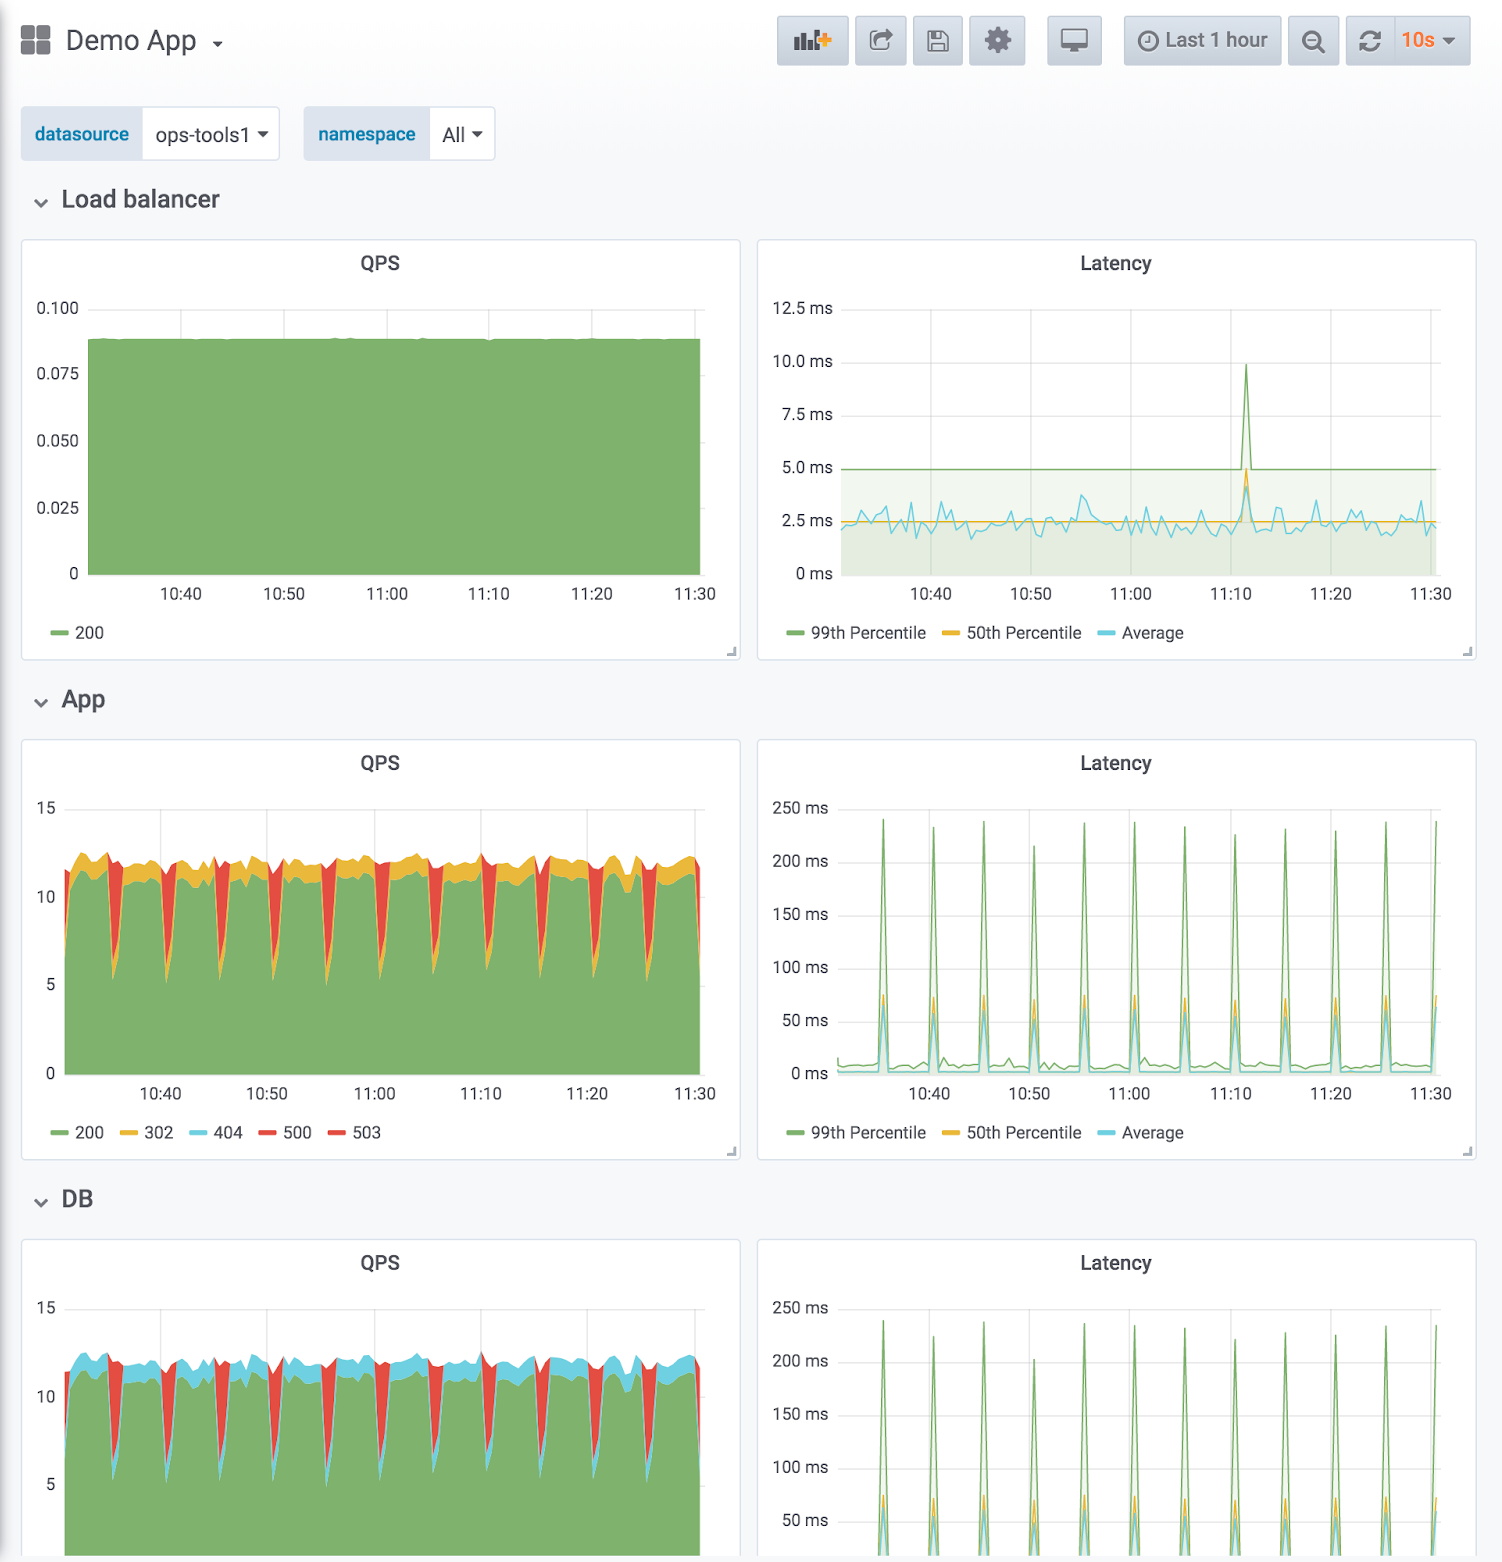 Demo App
Last 1 hour
10s
datasource ops-tools1
namespace All
Load balancer
QPS
0.100
0.075
0.050
0.025
0
10:40 10:50 11:00 11:10 11:20 11:30
200
Latency
12.5 ms
10.0 ms
7.5 ms
5.0 ms
2.5 ms
0 ms
10:40 10:50 11:00 11:10 11:20 11:30
99th Percentile 50th Percentile Average
App
QPS
15
10
5
0
10:40 10:50 11:00 11:10 11:20 11:30
200 302 404 500 503
Latency
250 ms
200 ms
150 ms
100 ms
50 ms
0 ms
10:40 10:50 11:00 11:10 11:20 11:30
99th Percentile 50th Percentile Average
DB
QPS
15
10
5
Latency
250 ms
200 ms
150 ms
100 ms
50 ms